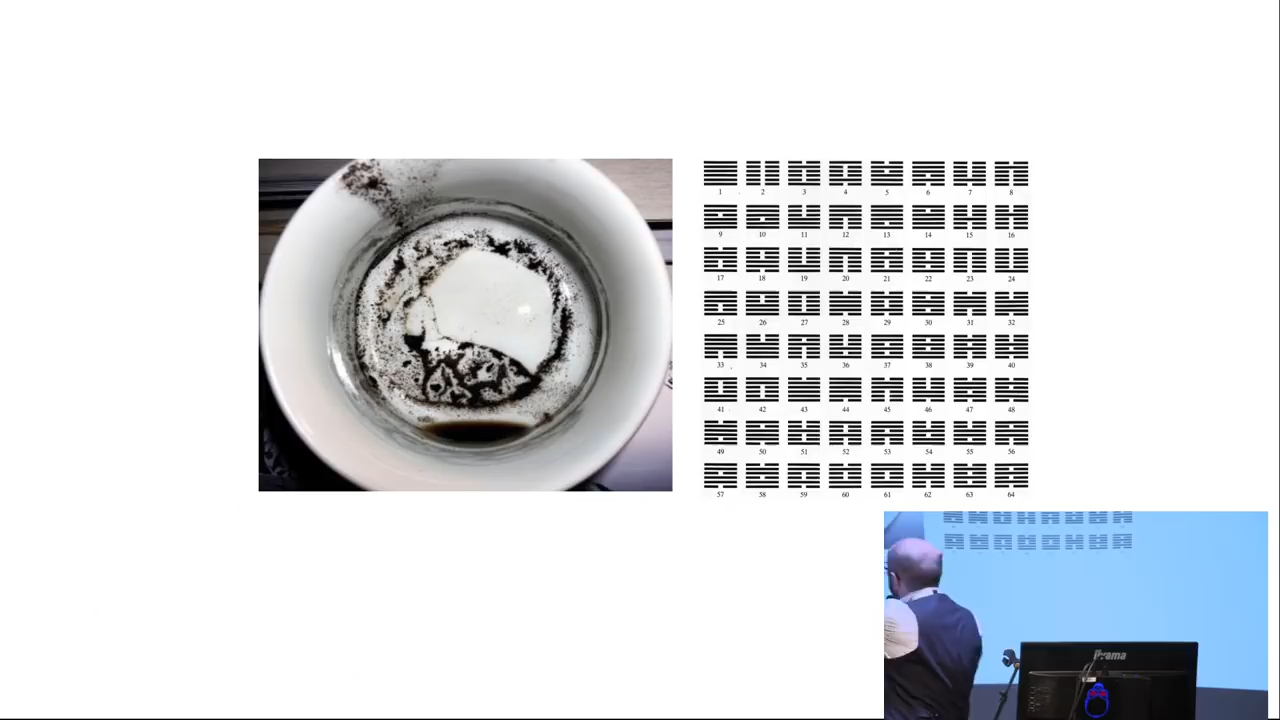 1 2 3 4 5 6 7 8
9 10 11 12 13 14 15 16
17 18 19 20 21 22 23 24
25 26 27 28 29 30 31 32
33 34 35 36 37 38 39 40
41 42 43 44 45 46 47 48
49 50 51 52 53 54 55 56
57 58 59 60 61 62 63 64
iiyama